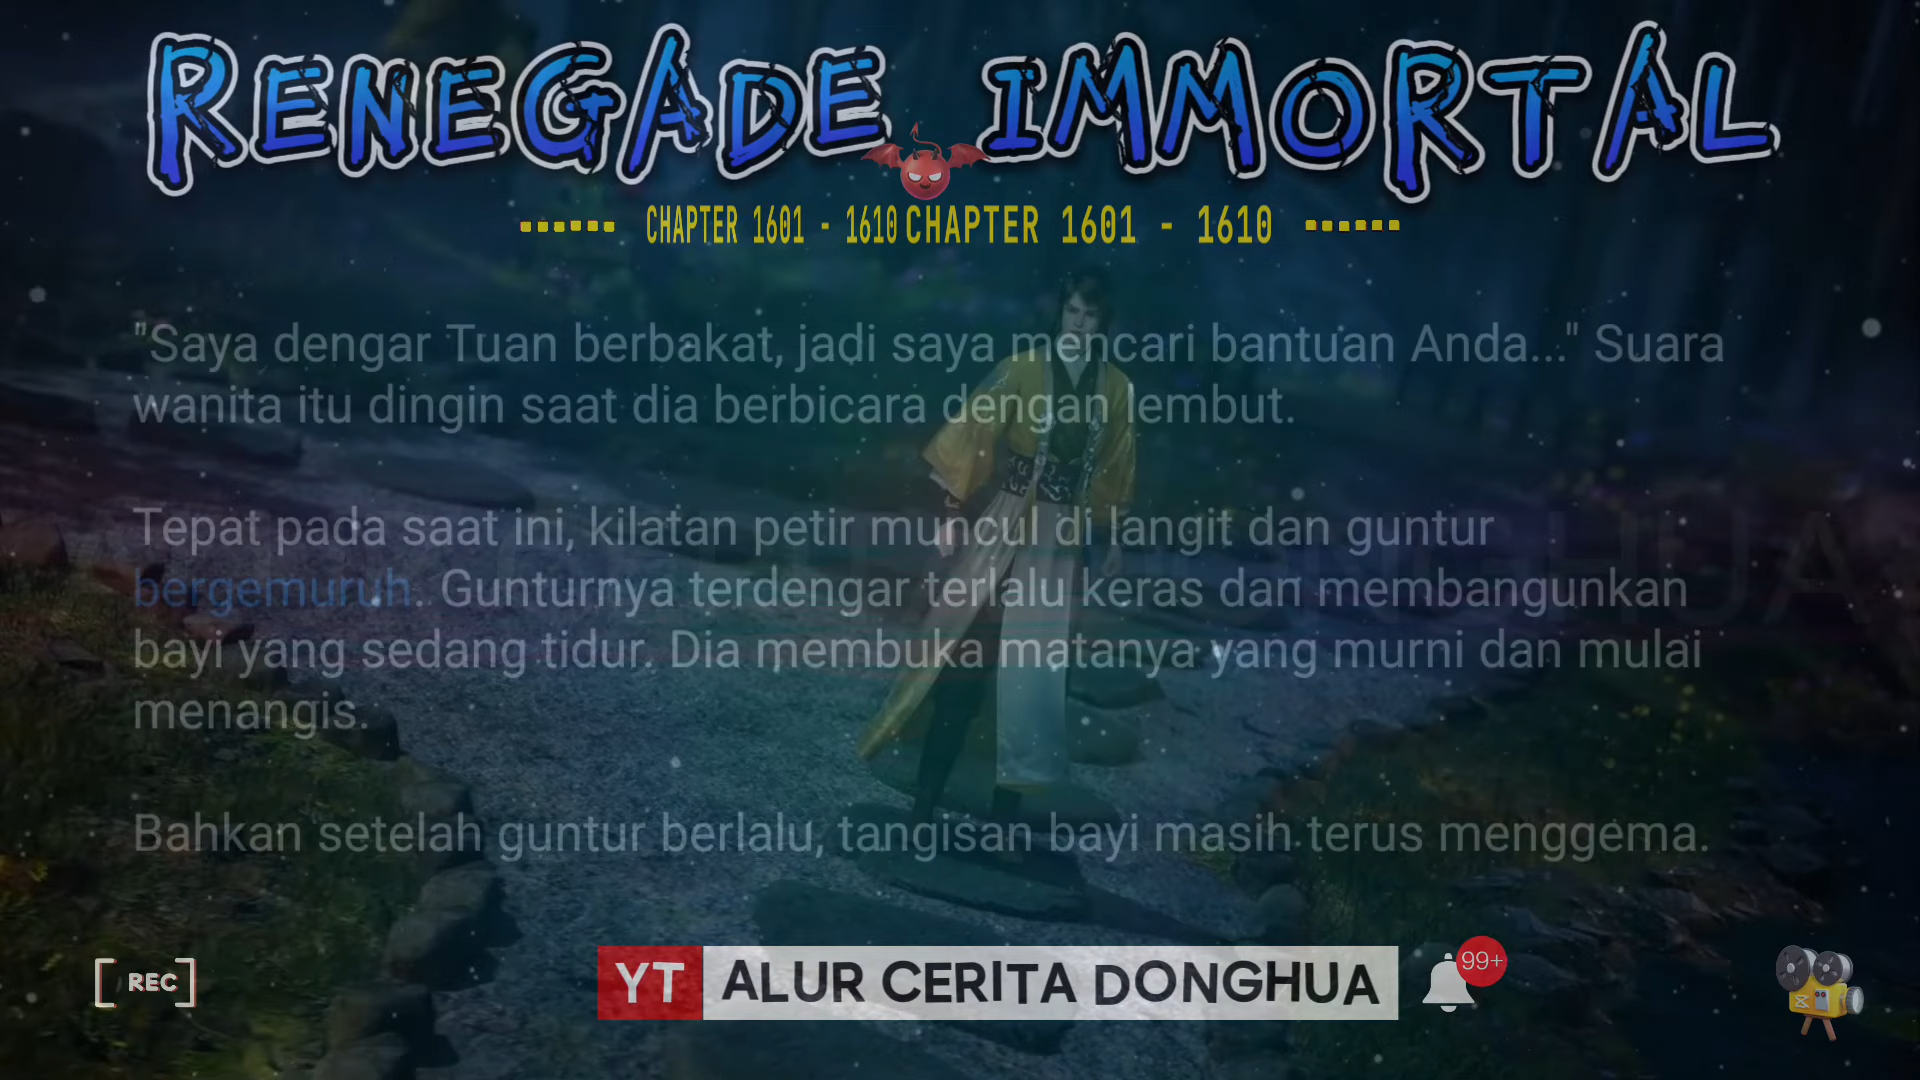 RENEGADE IMMORTAL
CHAPTER 1601 - 1610 CHAPTER 1601 - 1610
"Saya dengar Tuan berbakat, jadi saya mencari bantuan Anda..." Suara
wanita itu dingin saat dia berbicara dengan lembut.
Tepat pada saat ini, kilatan petir muncul di langit dan guntur
bergemuruh. Gunturnya terdengar terlalu keras dan membangunkan
bayi yang sedang tidur. Dia membuka matanya yang murni dan mulai
menangis.
Bahkan setelah guntur berlalu, tangisan bayi masih terus menggema.
REC
YT ALUR CERITA DONGHUA
99+